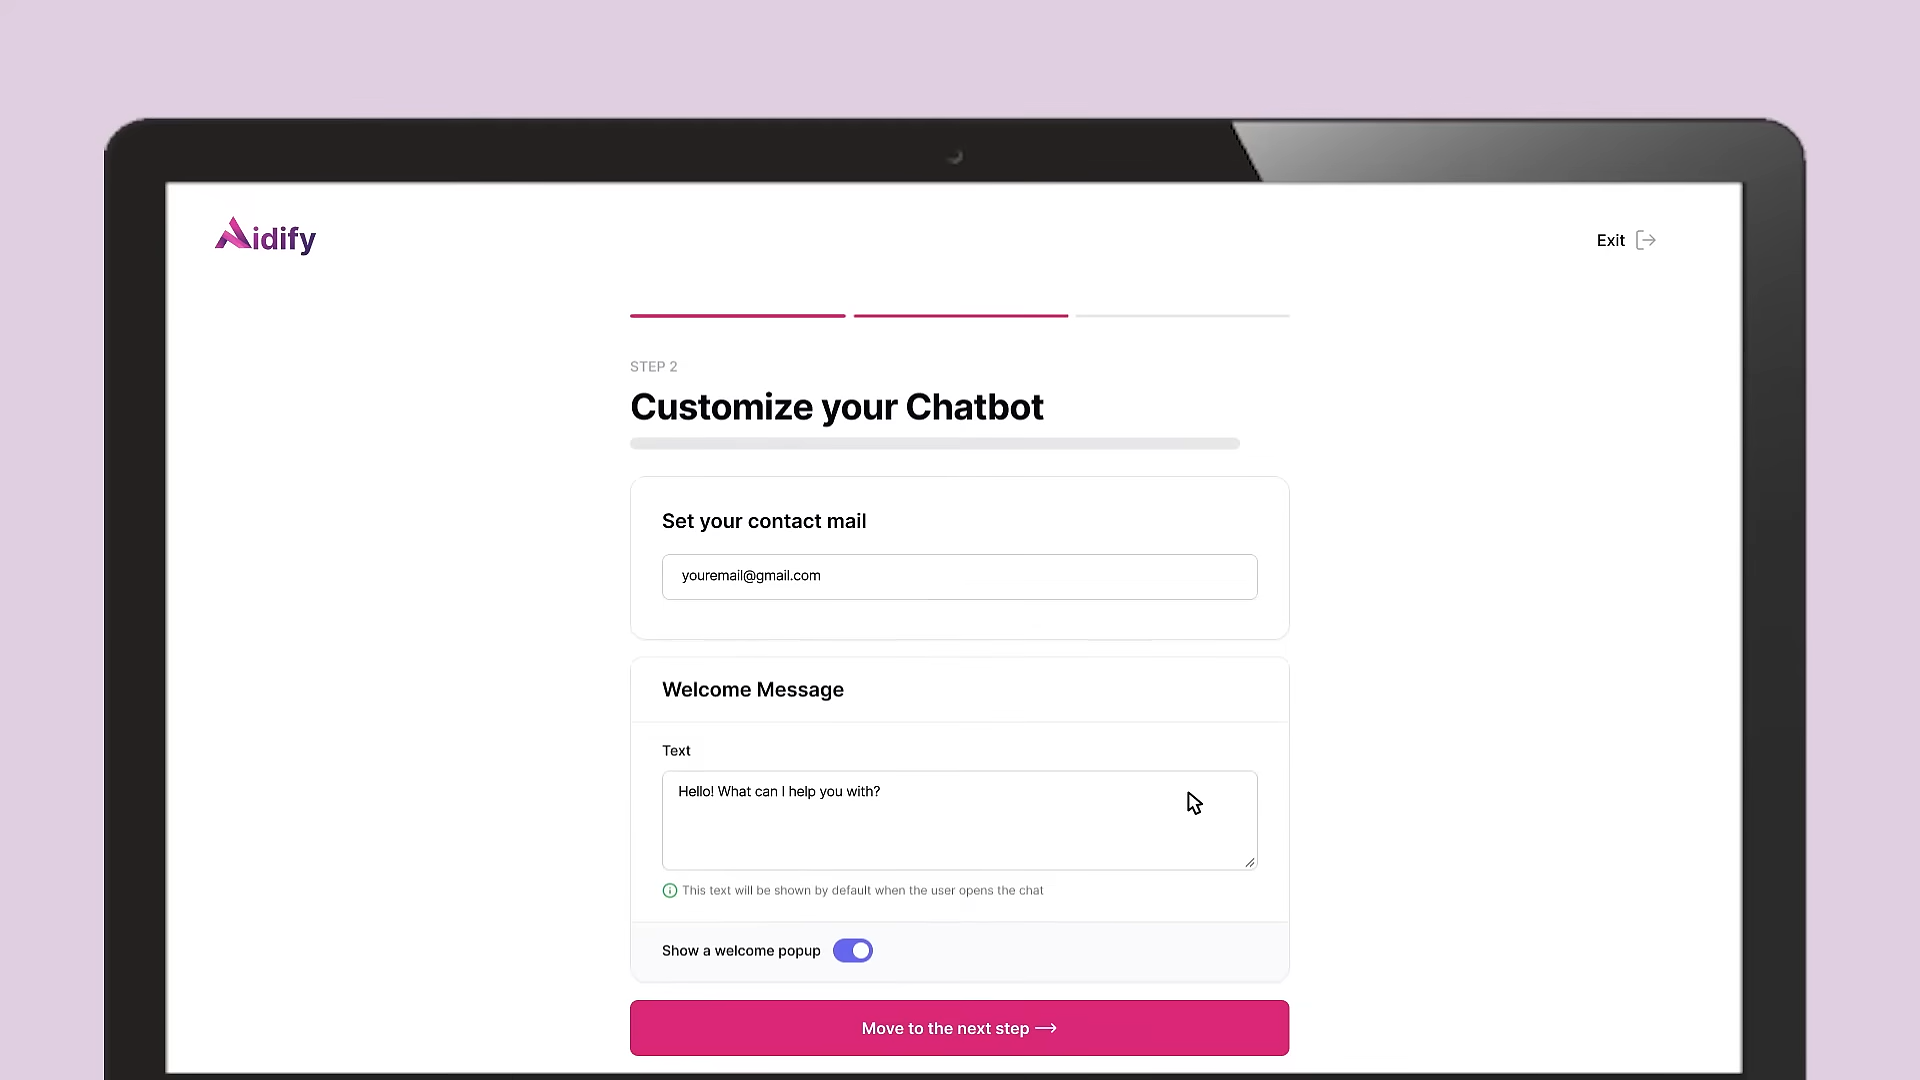 Aidify
Exit
STEP 2
Customize your Chatbot
Set your contact mail
youremail@gmail.com
Welcome Message
Text
Hello! What can I help you with?
This text will be shown by default when the user opens the chat
Show a welcome popup
Move to the next step